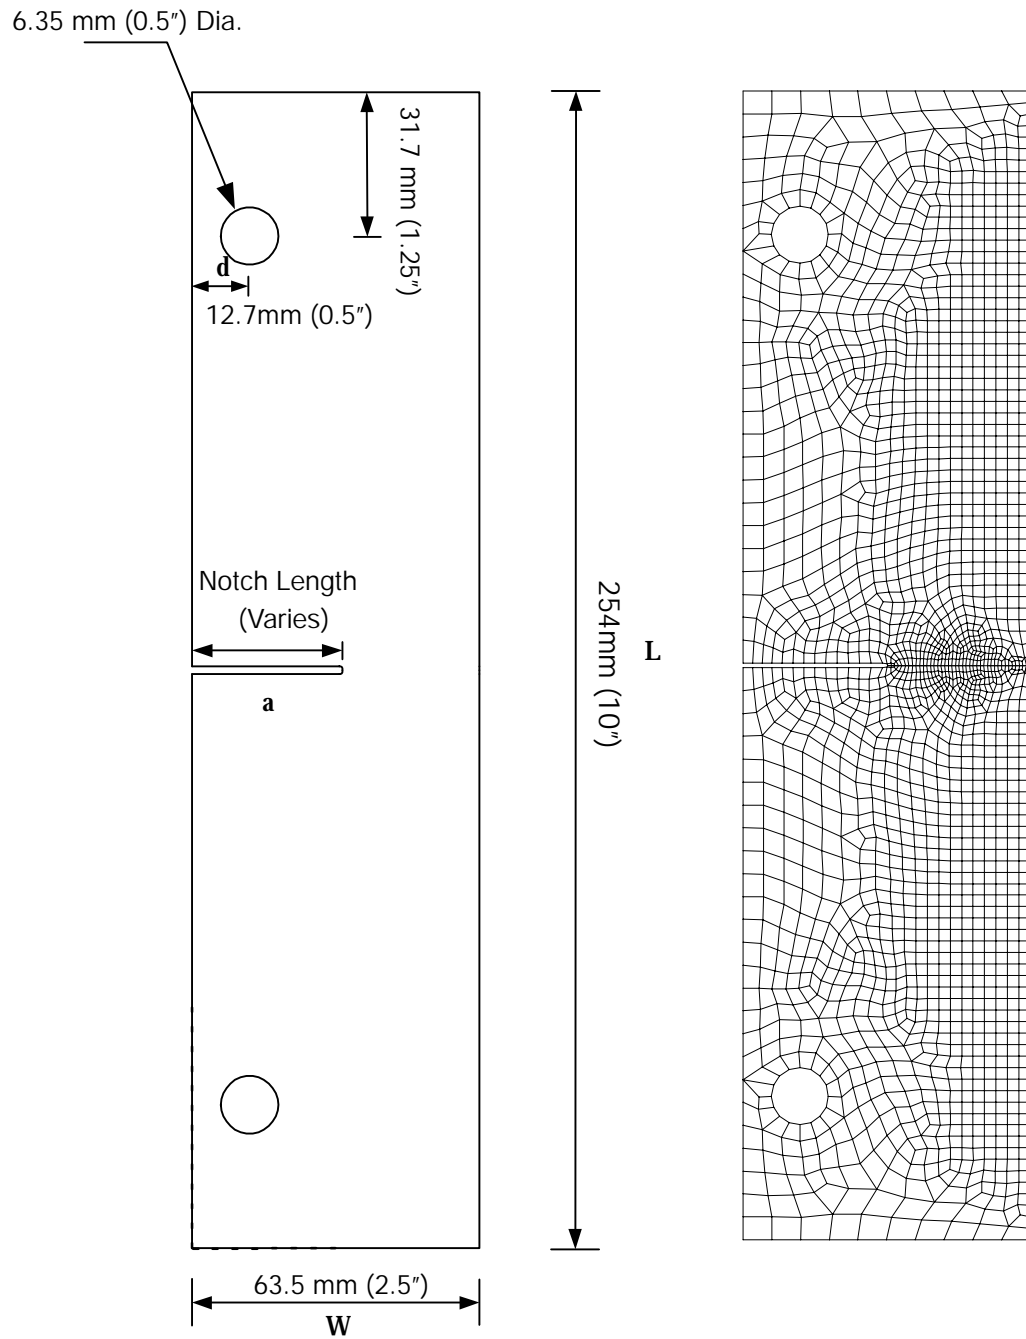 6.35 mm (0.5″) Dia.
31.7 mm (1.25″)
d
12.7mm (0.5″)
Notch Length
(Varies)
a
254mm (10″)
L
63.5 mm (2.5″)
W